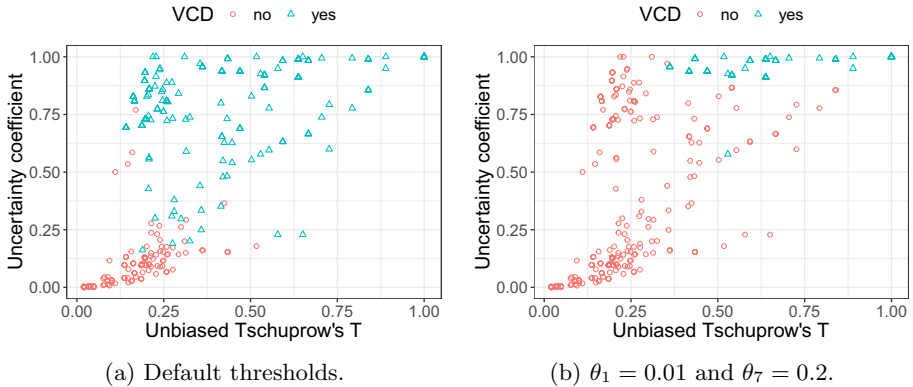 VCD no yes
1.00
0.75
0.50
0.25
0.00
Uncertainty coefficient
0.00 0.25 0.50 0.75 1.00
Unbiased Tschuprow's T
(a) Default thresholds.
VCD no yes
1.00
0.75
0.50
0.25
0.00
Uncertainty coefficient
0.00 0.25 0.50 0.75 1.00
Unbiased Tschuprow's T
(b) θ₁ = 0.01 and θ₇ = 0.2.